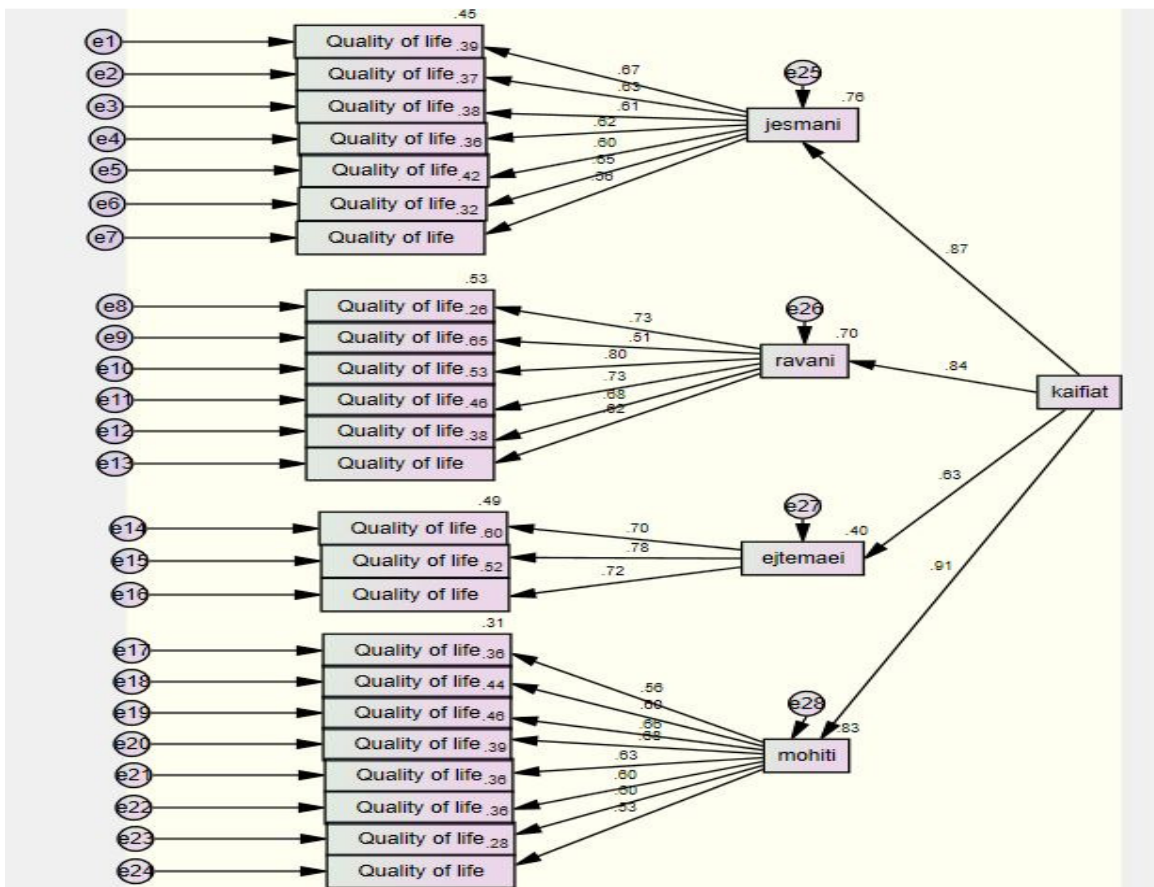 .45
e1 Quality of life .39
.67
e25
e2 Quality of life .37
.63
.76
e3 Quality of life .38
.61
jesmani
e4 Quality of life .36
.62
e5 Quality of life .42
.60
e6 Quality of life .32
.65
e7 Quality of life
.87
.53
e8 Quality of life .26
.73
e26
e9 Quality of life .65
.51
.70
e10 Quality of life .53
.80
ravani
.84
e11 Quality of life .46
.73
kaifiat
e12 Quality of life .38
.68
e13 Quality of life
.63
.49
e14 Quality of life .60
.70
e27
.40
e15 Quality of life .52
.78
ejtemaei
e16 Quality of life
.72
.91
.31
e17 Quality of life .36
e18 Quality of life .44
.56
e28
e19 Quality of life .46
.60
.83
e20 Quality of life .39
.68
mohiti
e21 Quality of life .36
.63
e22 Quality of life .36
.60
e23 Quality of life .28
.60
.53
e24 Quality of life